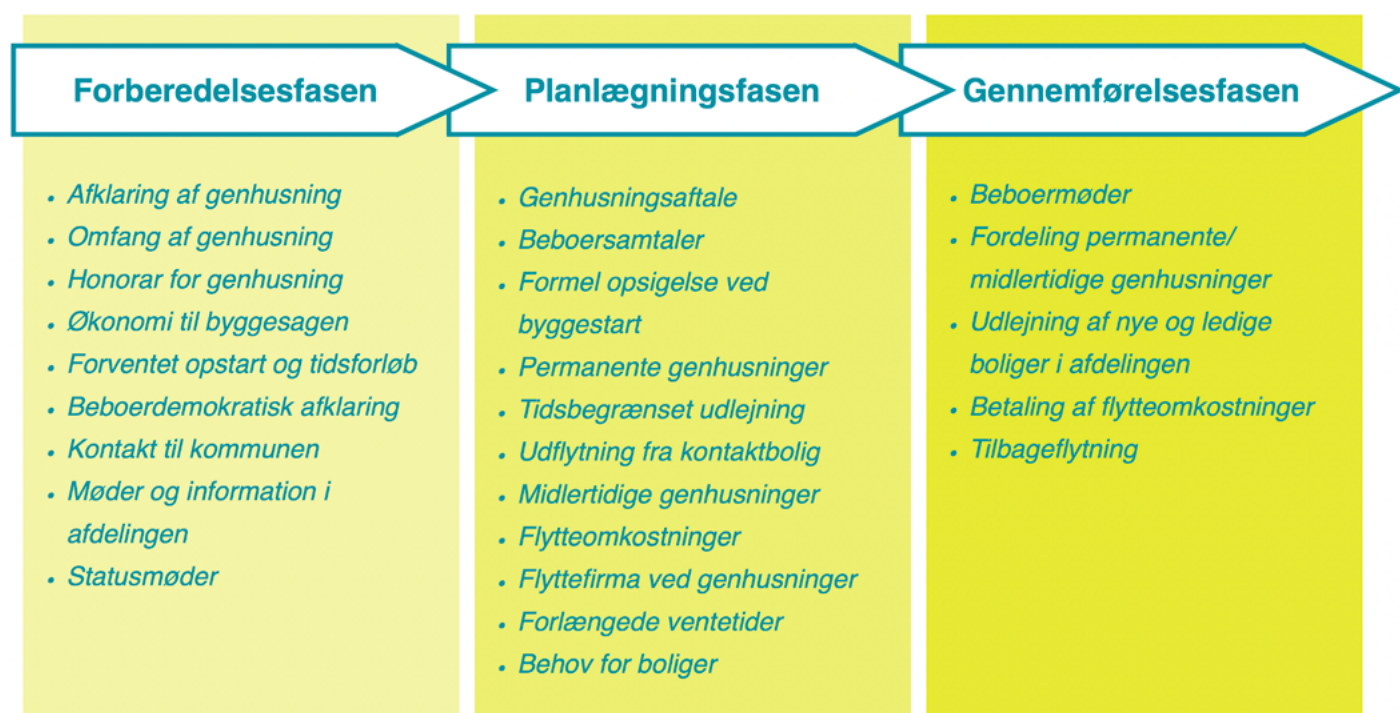 Forberedelsesfasen
• Afklaring af genhusning
• Omfang af genhusning
• Honorar for genhusning
• Økonomi til byggesagen
• Forventet opstart og tidsforløb
• Beboerdemokratisk afklaring
• Kontakt til kommunen
• Møder og information i
afdelingen
• Statusmøder
Planlægningsfasen
• Genhusningsaftale
• Beboersamtaler
• Formel opsigelse ved
byggestart
• Permanente genhusninger
• Tidsbegrænset udlejning
• Udflytning fra kontaktbolig
• Midlertidige genhusninger
• Flytteomkostninger
• Flyttefirma ved genhusninger
• Forlængede ventetider
• Behov for boliger
Gennemførelsesfasen
• Beboermøder
• Fordeling permanente/
midlertidige genhusninger
• Udlejning af nye og ledige
boliger i afdelingen
• Betaling af flytteomkostninger
• Tilbageflytning